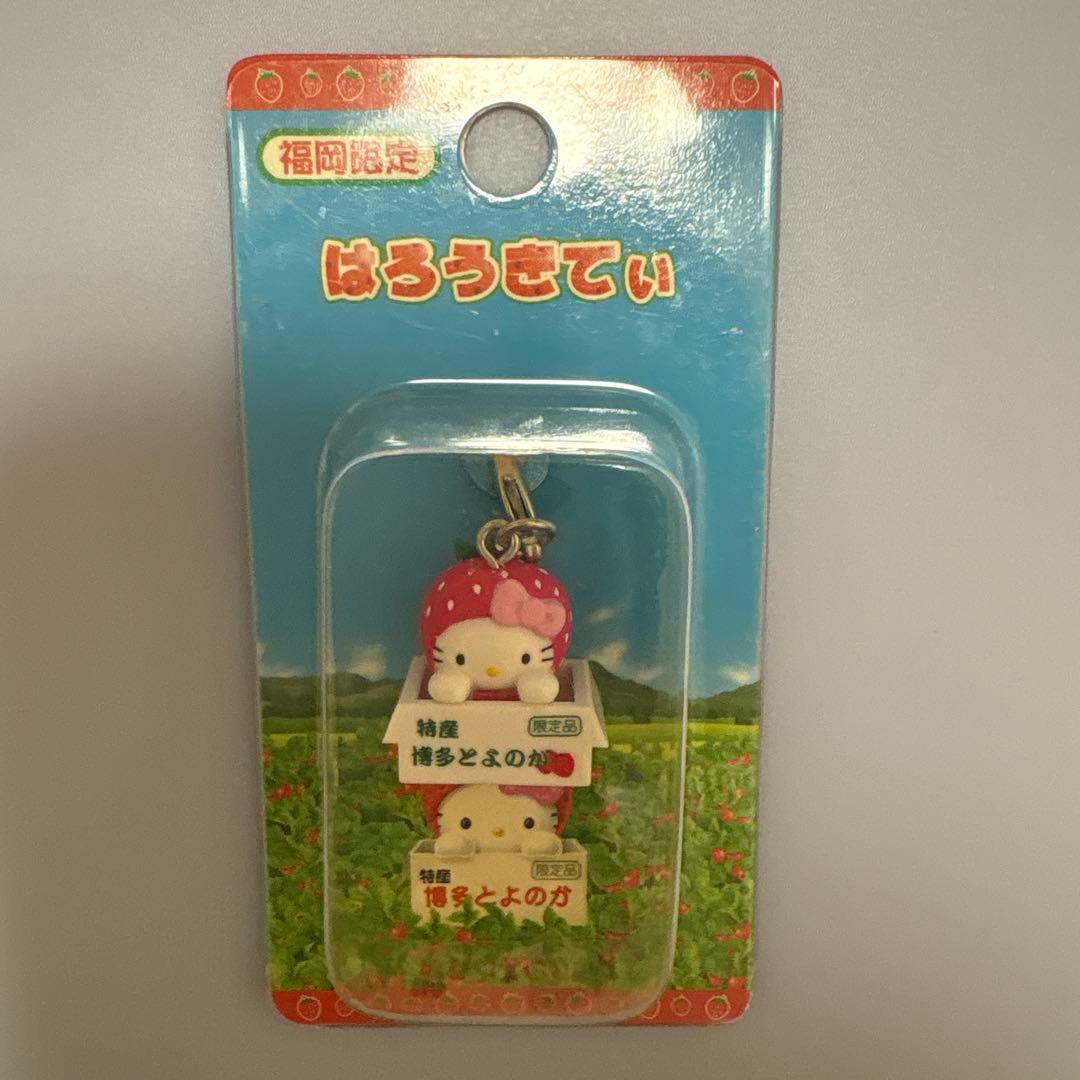 福岡限定
はろうきてぃ
特産
限定品
博多とよのか
特産
限定品
博多とよのか